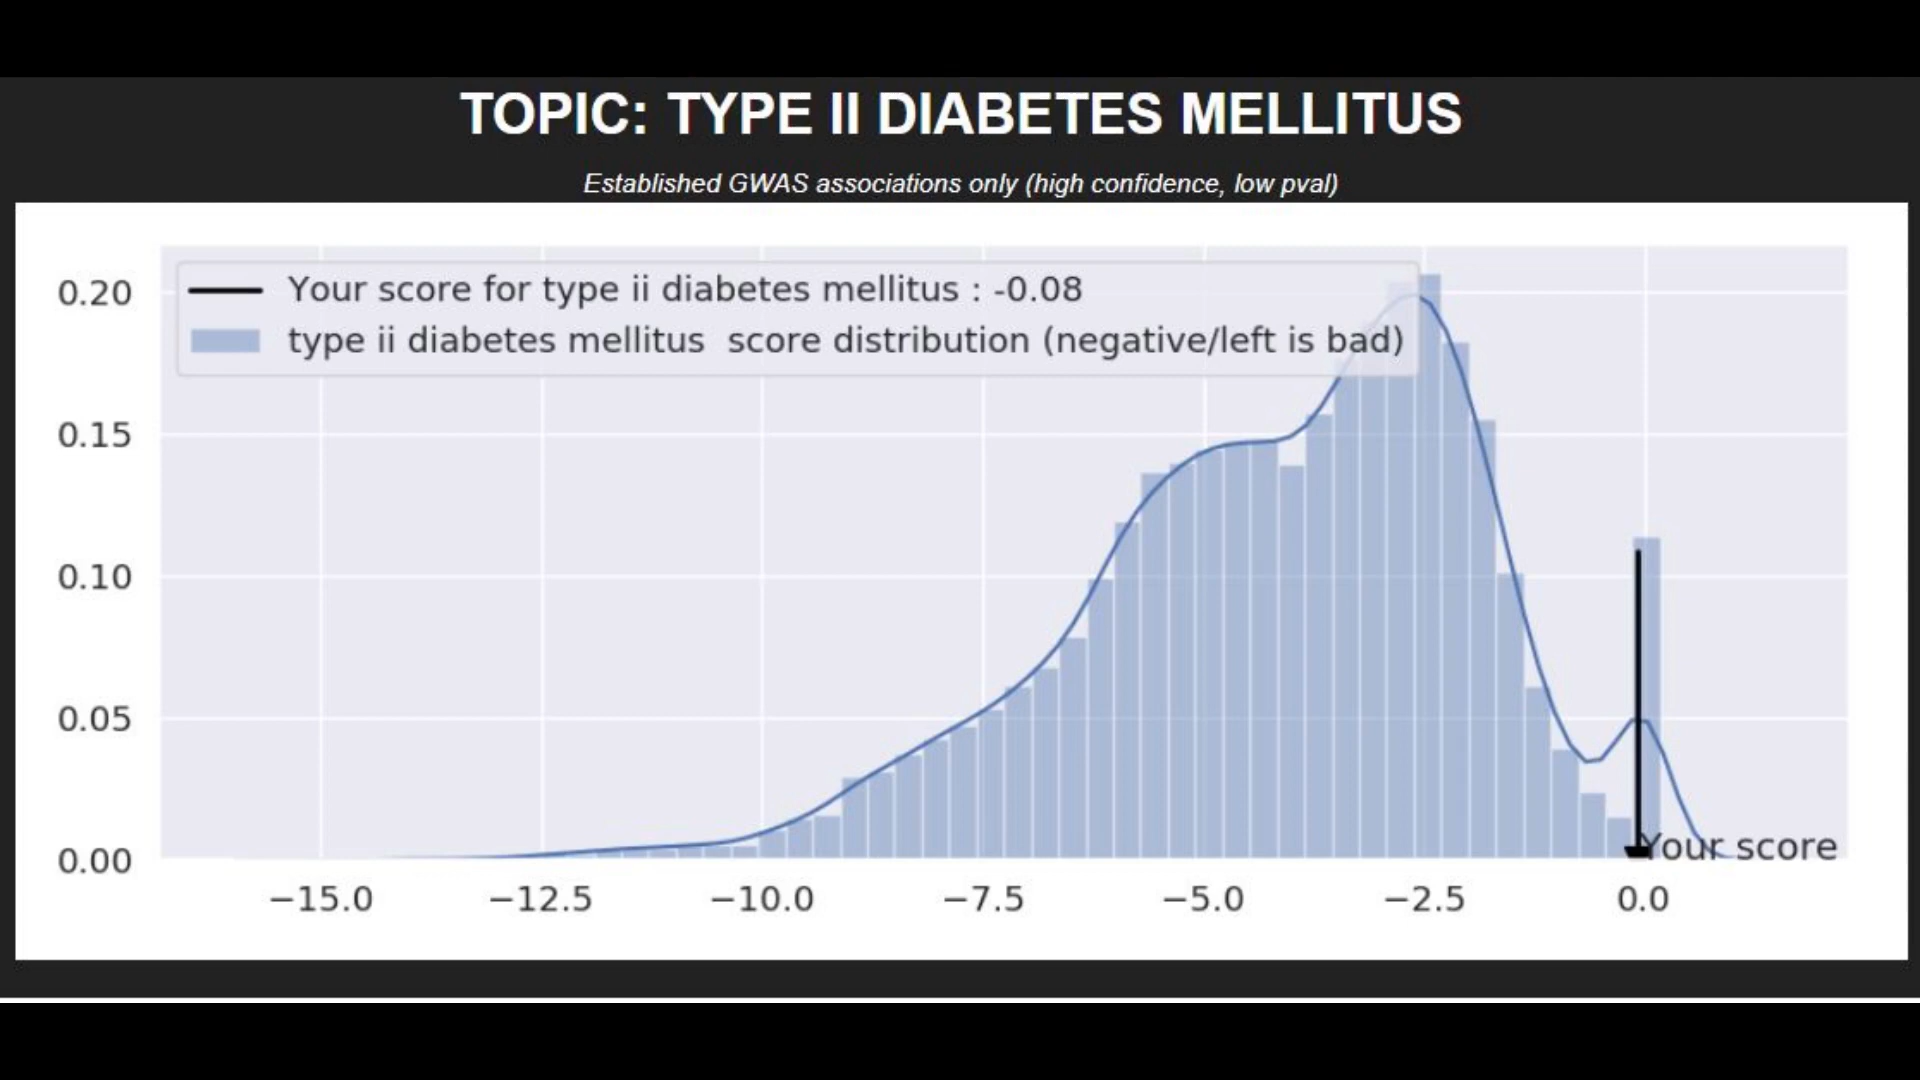 TOPIC: TYPE II DIABETES MELLITUS
Established GWAS associations only (high confidence, low pval)
Your score for type ii diabetes mellitus : -0.08
type ii diabetes mellitus  score distribution (negative/left is bad)
0.20
0.15
0.10
0.05
0.00
Your score
−15.0 −12.5 −10.0 −7.5 −5.0 −2.5 0.0